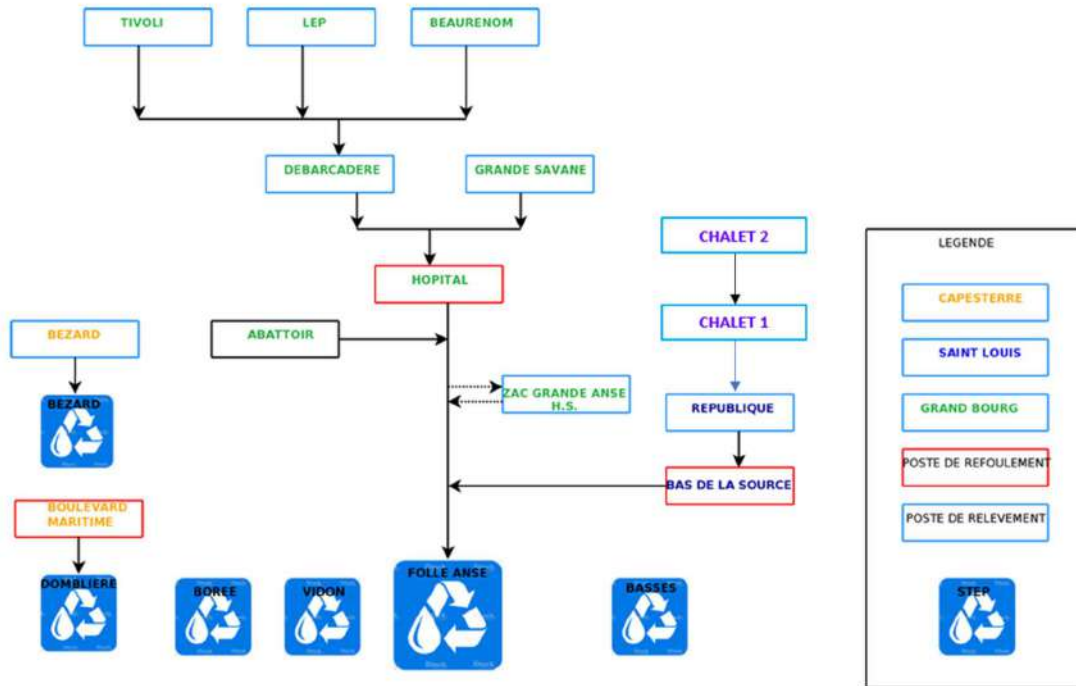 TIVOLI
LEP
BEAURENOM
DEBARCADERE
GRANDE SAVANE
CHALET 2
LEGENDE
HOPITAL
CAPESTERRE
BEZARD
ABATTOIR
CHALET 1
SAINT LOUIS
ZAC GRANDE ANSE
H.S.
BEZARD
REPUBLIQUE
GRAND BOURG
POSTE DE REFOULEMENT
BAS DE LA SOURCE
BOULEVARD
MARITIME
POSTE DE RELEVEMENT
DOMBLIERE
BOREE
VIDON
FOLLE ANSE
BASSES
STEP